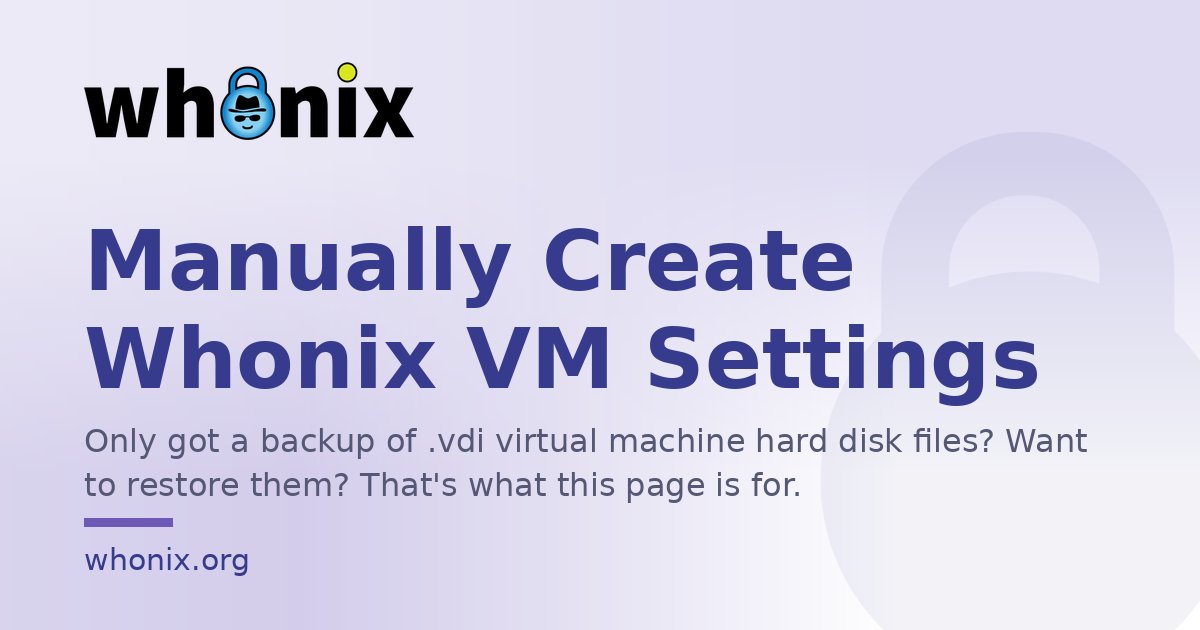 whonix
Manually Create
Whonix VM Settings
Only got a backup of .vdi virtual machine hard disk files? Want
to restore them? That's what this page is for.
whonix.org